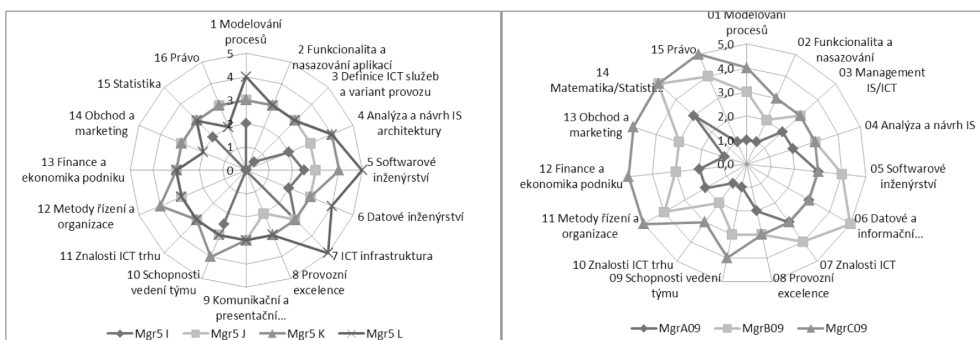 1 Modelování
procesů
2 Funkcionalita a
nasazování aplikací
3 Definice ICT služeb
a variant provozu
4 Analýza a návrh IS
architektury
5 Softwarové
inženýrství
6 Datové inženýrství
7 ICT infrastruktura
8 Provozní
excelence
9 Komunikační a
presentační...
10 Schopnosti
vedení týmu
11 Znalosti ICT trhu
12 Metody řízení a
organizace
13 Finance a
ekonomika podniku
14 Obchod a
marketing
15 Statistika
16 Právo
5
4
3
2
1
0
Mgr5 I
Mgr5 J
Mgr5 K
Mgr5 L
01 Modelování
procesů
02 Funkcionalita a
nasazování
03 Management
IS/ICT
04 Analýza a návrh IS
05 Softwarové
inženýrství
06 Datové a
informační...
07 Znalosti ICT
08 Provozní
excelence
09 Schopnosti vedení
týmu
10 Znalosti ICT trhu
11 Metody řízení a
organizace
12 Finance a
ekonomika podniku
13 Obchod a
marketing
14
Matematika/Statisti...
15 Právo
5,0
4,0
3,0
2,0
1,0
0,0
MgrA09
MgrB09
MgrC09